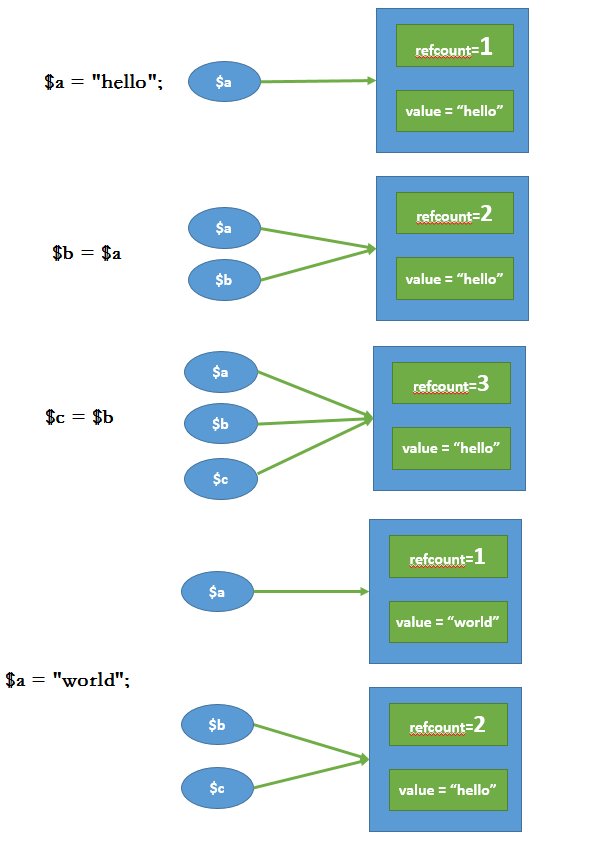 $a = "hello";
$a
refcount=1
value = “hello”
$b = $a
$a
$b
refcount=2
value = “hello”
$c = $b
$a
$b
$c
refcount=3
value = “hello”
$a = "world";
$a
refcount=1
value = “world”
$b
$c
refcount=2
value = “hello”